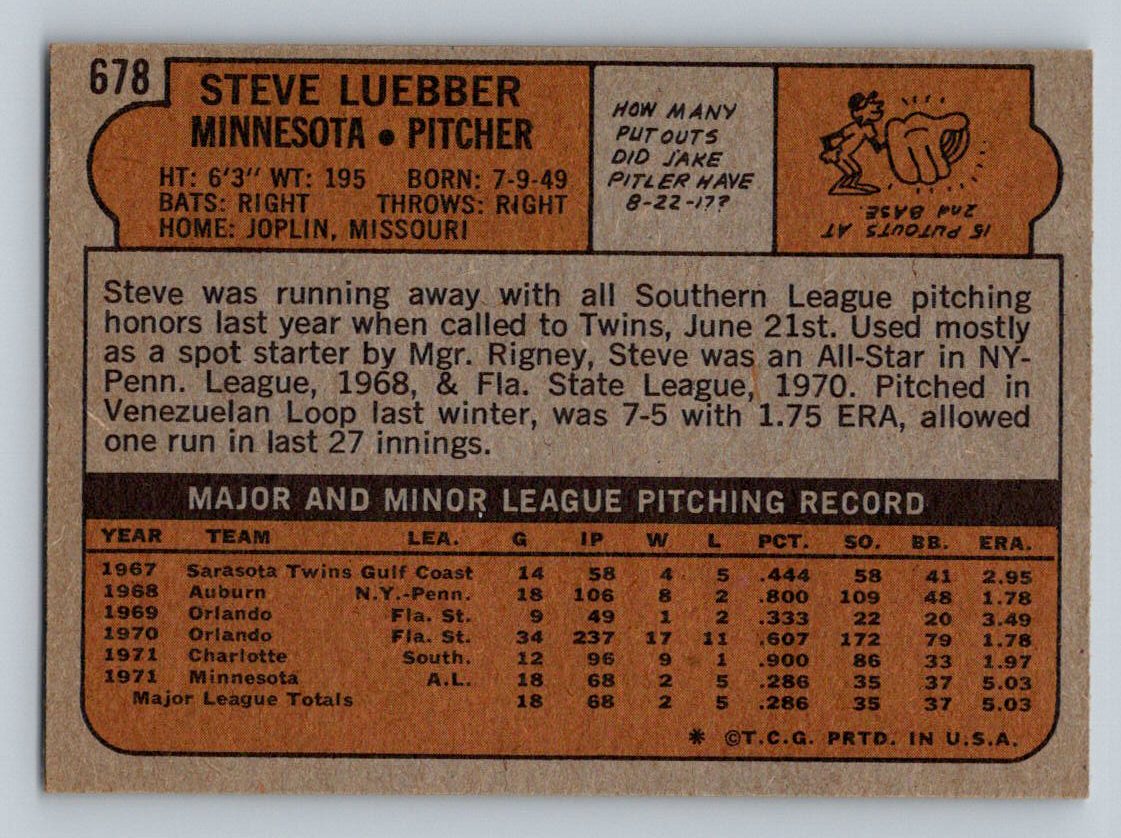 678
STEVE LUEBBER
MINNESOTA • PITCHER
HT: 6'3" WT: 195 BORN: 7-9-49
BATS: RIGHT THROWS: RIGHT
HOME: JOPLIN, MISSOURI
HOW MANY
PUTOUTS
DID JAKE
PITLER HAVE
8-22-17?
15 PUTOUTS AT
2nd BASE.
Steve was running away with all Southern League pitching
honors last year when called to Twins, June 21st. Used mostly
as a spot starter by Mgr. Rigney, Steve was an All-Star in NY-
Penn. League, 1968, & Fla. State League, 1970. Pitched in
Venezuelan Loop last winter, was 7-5 with 1.75 ERA, allowed
one run in last 27 innings.
MAJOR AND MINOR LEAGUE PITCHING RECORD
YEAR TEAM LEA. G IP W L PCT. SO. BB. ERA.
1967 Sarasota Twins Gulf Coast 14 58 4 5 .444 58 41 2.95
1968 Auburn N.Y.-Penn. 18 106 8 2 .800 109 48 1.78
1969 Orlando Fla. St. 9 49 1 2 .333 22 20 3.49
1970 Orlando Fla. St. 34 237 17 11 .607 172 79 1.78
1971 Charlotte South. 12 96 9 1 .900 86 33 1.97
1971 Minnesota A.L. 18 68 2 5 .286 35 37 5.03
Major League Totals 18 68 2 5 .286 35 37 5.03
* ©T.C.G. PRTD. IN U.S.A.